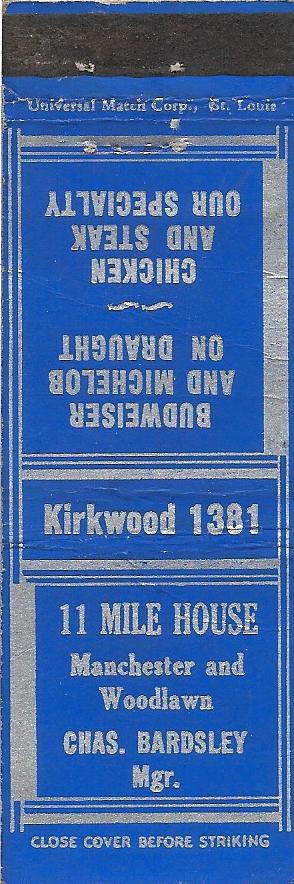 Universal Match Corp., St. Louis
BUDWEISER
AND MICHELOB
ON DRAUGHT
CHICKEN
AND STEAK
OUR SPECIALTY
Kirkwood 1381
11 MILE HOUSE
Manchester and
Woodlawn
CHAS. BARDSLEY
Mgr.
CLOSE COVER BEFORE STRIKING